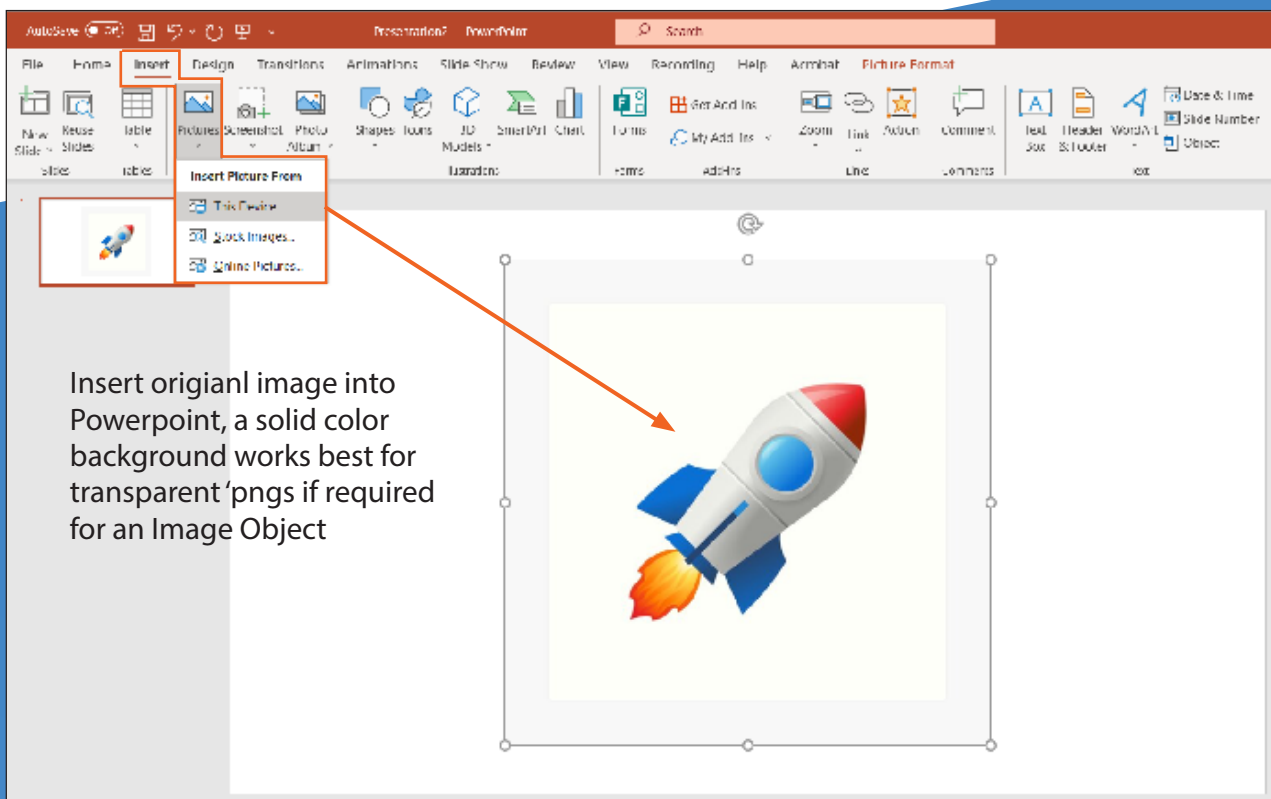 AutoSave Off Presentation2 PowerPoint Search
File Home Insert Design Transitions Animations Slide Show Review View Recording Help Acrobat Picture Format
New Slide
Reuse Slides
Table
Pictures
Screenshot
Photo Album
Shapes
Icons
3D Models
SmartArt
Chart
Forms
Get Add-ins
My Add-ins
Zoom
Link
Action
Comment
Text Box
Header & Footer
WordArt
Date & Time
Slide Number
Object
Slides Tables Illustrations Forms Add-ins Links Comments Text
Insert Picture From
This Device...
Stock Images...
Online Pictures...
Insert origianl image into
Powerpoint, a solid color
background works best for
transparent ‘pngs if required
for an Image Object